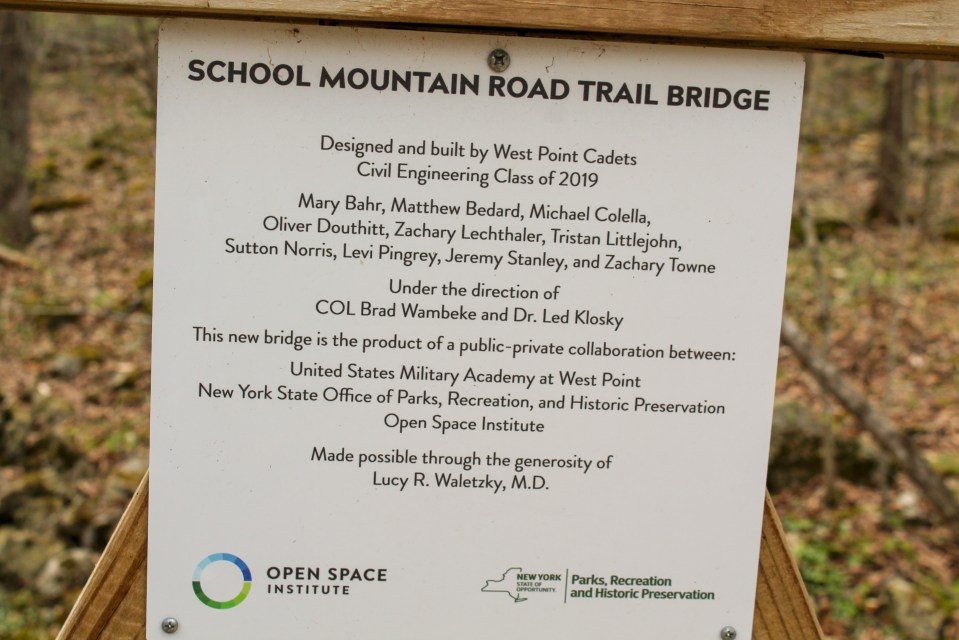 SCHOOL MOUNTAIN ROAD TRAIL BRIDGE
Designed and built by West Point Cadets
Civil Engineering Class of 2019
Mary Bahr, Matthew Bedard, Michael Colella,
Oliver Douthitt, Zachary Lechthaler, Tristan Littlejohn,
Sutton Norris, Levi Pingrey, Jeremy Stanley, and Zachary Towne
Under the direction of
COL Brad Wambeke and Dr. Led Klosky
This new bridge is the product of a public-private collaboration between:
United States Military Academy at West Point
New York State Office of Parks, Recreation, and Historic Preservation
Open Space Institute
Made possible through the generosity of
Lucy R. Waletzky, M.D.
OPEN SPACE
INSTITUTE
NEW YORK
STATE OF
OPPORTUNITY.
Parks, Recreation
and Historic Preservation